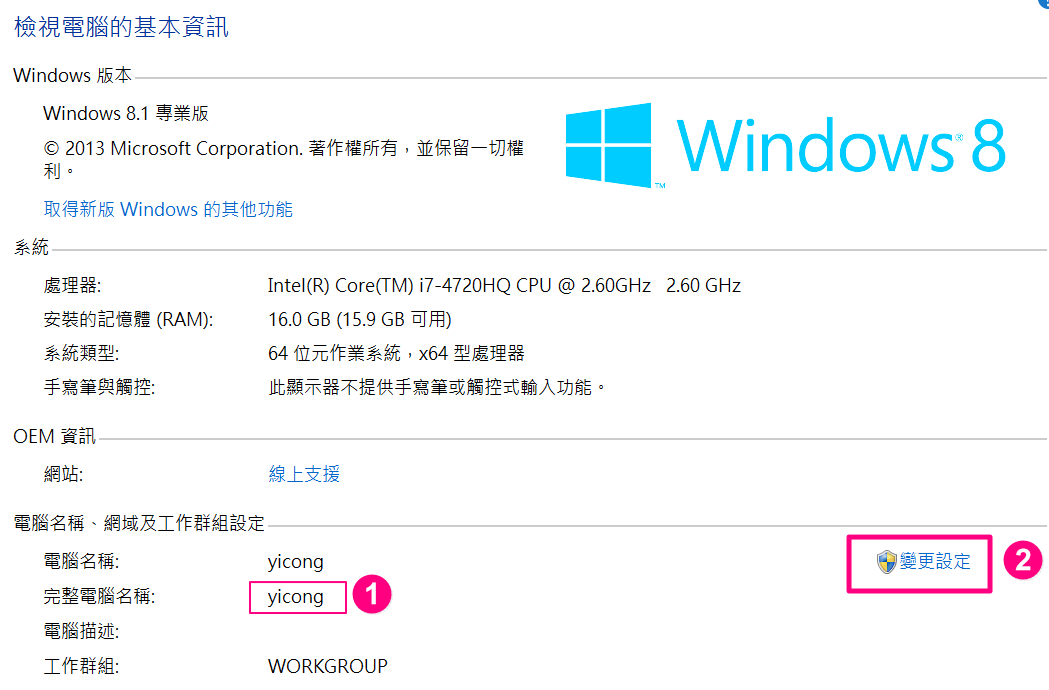 檢視電腦的基本資訊
Windows 版本
Windows 8.1 專業版
© 2013 Microsoft Corporation. 著作權所有，並保留一切權
利。
取得新版 Windows 的其他功能
Windows® 8
™
系統
處理器: Intel(R) Core(TM) i7-4720HQ CPU @ 2.60GHz 2.60 GHz
安裝的記憶體 (RAM): 16.0 GB (15.9 GB 可用)
系統類型: 64 位元作業系統，x64 型處理器
手寫筆與觸控: 此顯示器不提供手寫筆或觸控式輸入功能。
OEM 資訊
網站: 線上支援
電腦名稱、網域及工作群組設定
電腦名稱: yicong 變更設定 2
完整電腦名稱: yicong 1
電腦描述:
工作群組: WORKGROUP